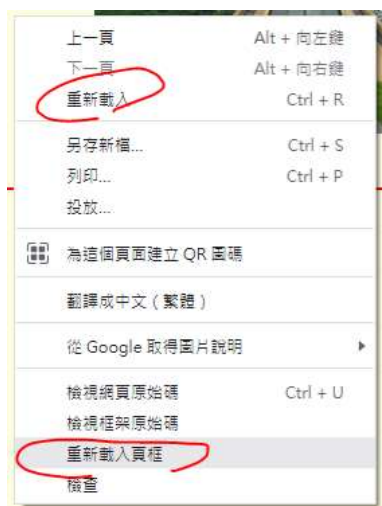 上一頁 Alt + 向左鍵
下一頁 Alt + 向右鍵
重新載入 Ctrl + R
另存新檔... Ctrl + S
列印... Ctrl + P
投放...
為這個頁面建立 QR 圖碼
翻譯成中文 ( 繁體 )
從 Google 取得圖片說明
檢視網頁原始碼 Ctrl + U
檢視框架原始碼
重新載入頁框
檢查